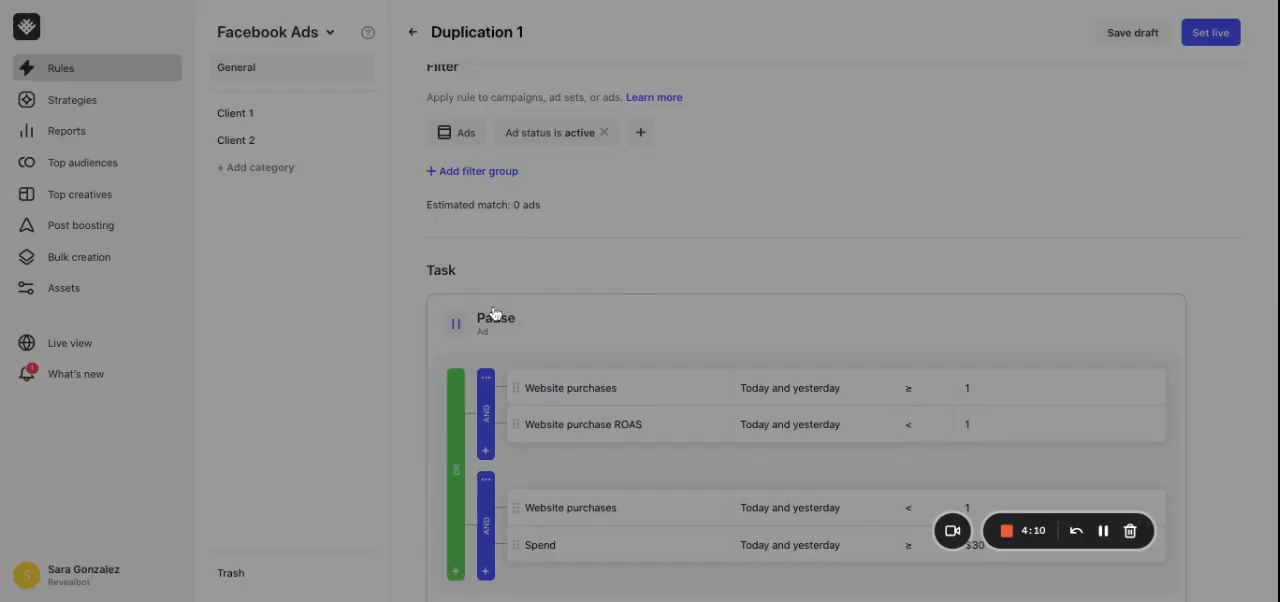 Facebook Ads
Duplication 1
Save draft
Set live
Rules
General
Filter
Strategies
Apply rule to campaigns, ad sets, or ads. Learn more
Client 1
Reports
Ads
Ad status is active
Client 2
Top audiences
+ Add category
+ Add filter group
Top creatives
Estimated match: 0 ads
Post boosting
Bulk creation
Task
Assets
Pause
Ad
Live view
What's new
1
OR
AND
Website purchases Today and yesterday ≥ 1
Website purchase ROAS Today and yesterday < 1
AND
Website purchases Today and yesterday < 1
Spend Today and yesterday ≥ $30
4:10
S
Sara Gonzalez
Revealbot
Trash